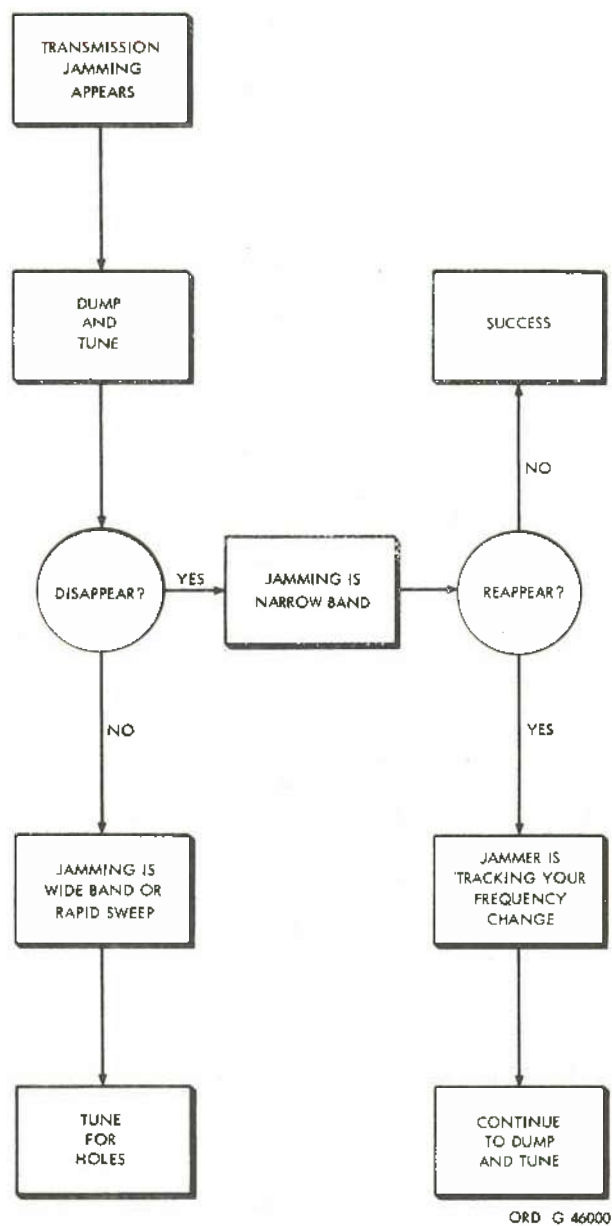 TRANSMISSION
JAMMING
APPEARS
DUMP
AND
TUNE
SUCCESS
NO
DISAPPEAR?
YES
JAMMING IS
NARROW BAND
REAPPEAR?
NO
YES
JAMMING IS
WIDE BAND OR
RAPID SWEEP
JAMMER IS
TRACKING YOUR
FREQUENCY
CHANGE
TUNE
FOR
HOLES
CONTINUE
TO DUMP
AND TUNE
ORD G 46000